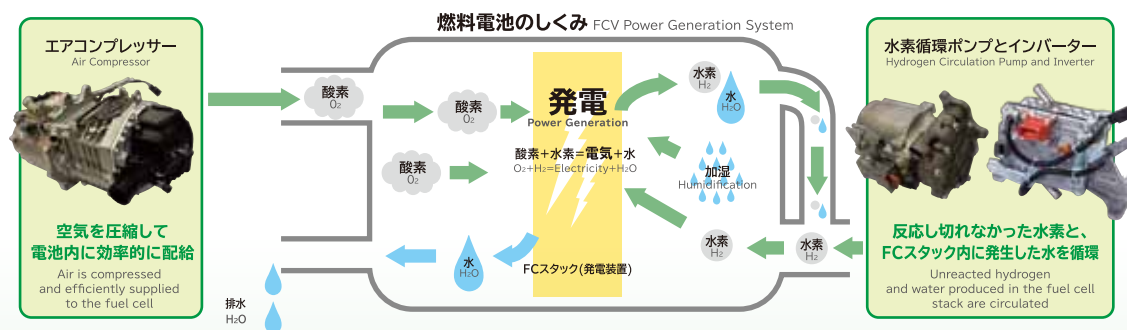 燃料電池のしくみ FCV Power Generation System
エアコンプレッサー
Air Compressor
空気を圧縮して
電池内に効率的に配給
Air is compressed
and efficiently supplied
to the fuel cell
酸素
O2
酸素
O2
酸素
O2
発電
Power Generation
酸素+水素=電気+水
O2+H2=Electricity+H2O
水素
H2
水
H2O
加湿
Humidification
水素
H2
水素
H2
水
H2O
FCスタック(発電装置)
排水
H2O
水素循環ポンプとインバーター
Hydrogen Circulation Pump and Inverter
反応し切れなかった水素と、
FCスタック内に発生した水を循環
Unreacted hydrogen
and water produced in the fuel cell
stack are circulated